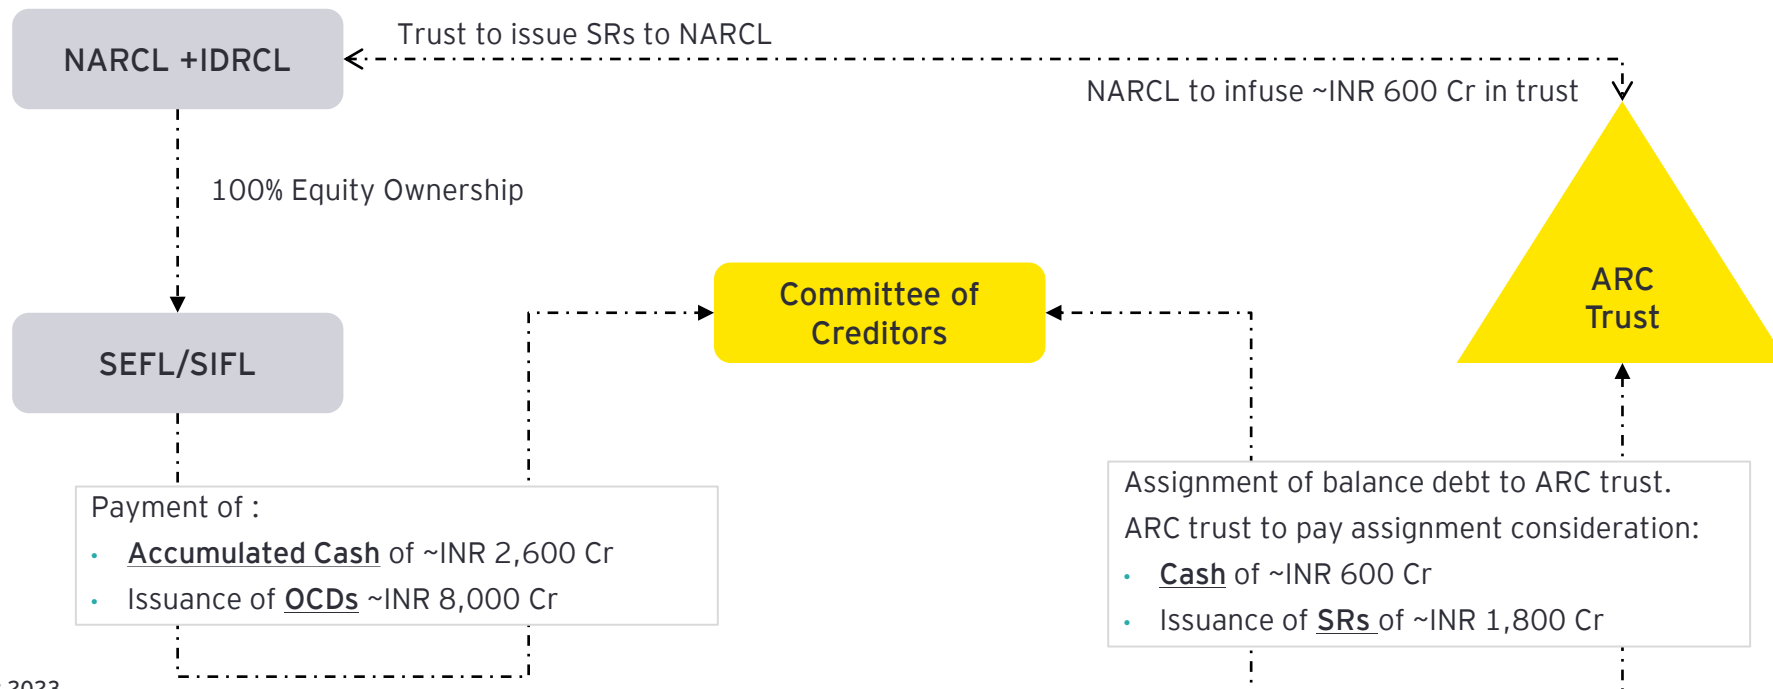 NARCL +IDRCL
Trust to issue SRs to NARCL
NARCL to infuse ~INR 600 Cr in trust
100% Equity Ownership
ARC
Trust
Committee of
Creditors
SEFL/SIFL
Payment of :
• Accumulated Cash of ~INR 2,600 Cr
• Issuance of OCDs ~INR 8,000 Cr
Assignment of balance debt to ARC trust.
ARC trust to pay assignment consideration:
• Cash of ~INR 600 Cr
• Issuance of SRs of ~INR 1,800 Cr
2023